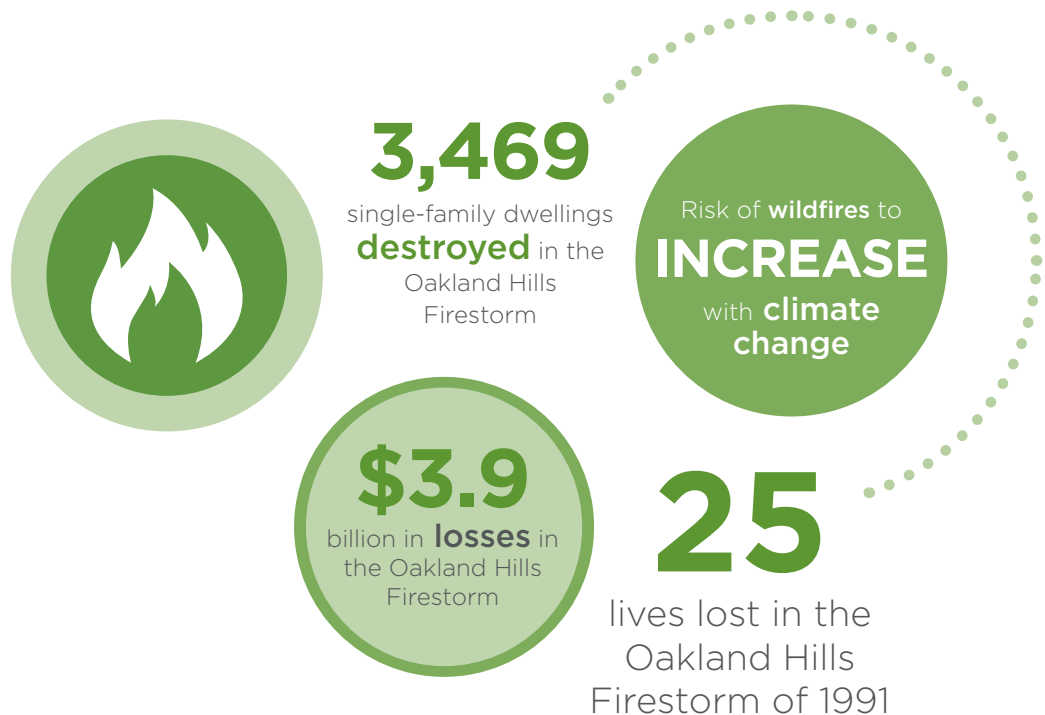 3,469
single-family dwellings
destroyed in the
Oakland Hills
Firestorm
Risk of wildfires to
INCREASE
with climate
change
$3.9
billion in losses in
the Oakland Hills
Firestorm
25
lives lost in the
Oakland Hills
Firestorm of 1991